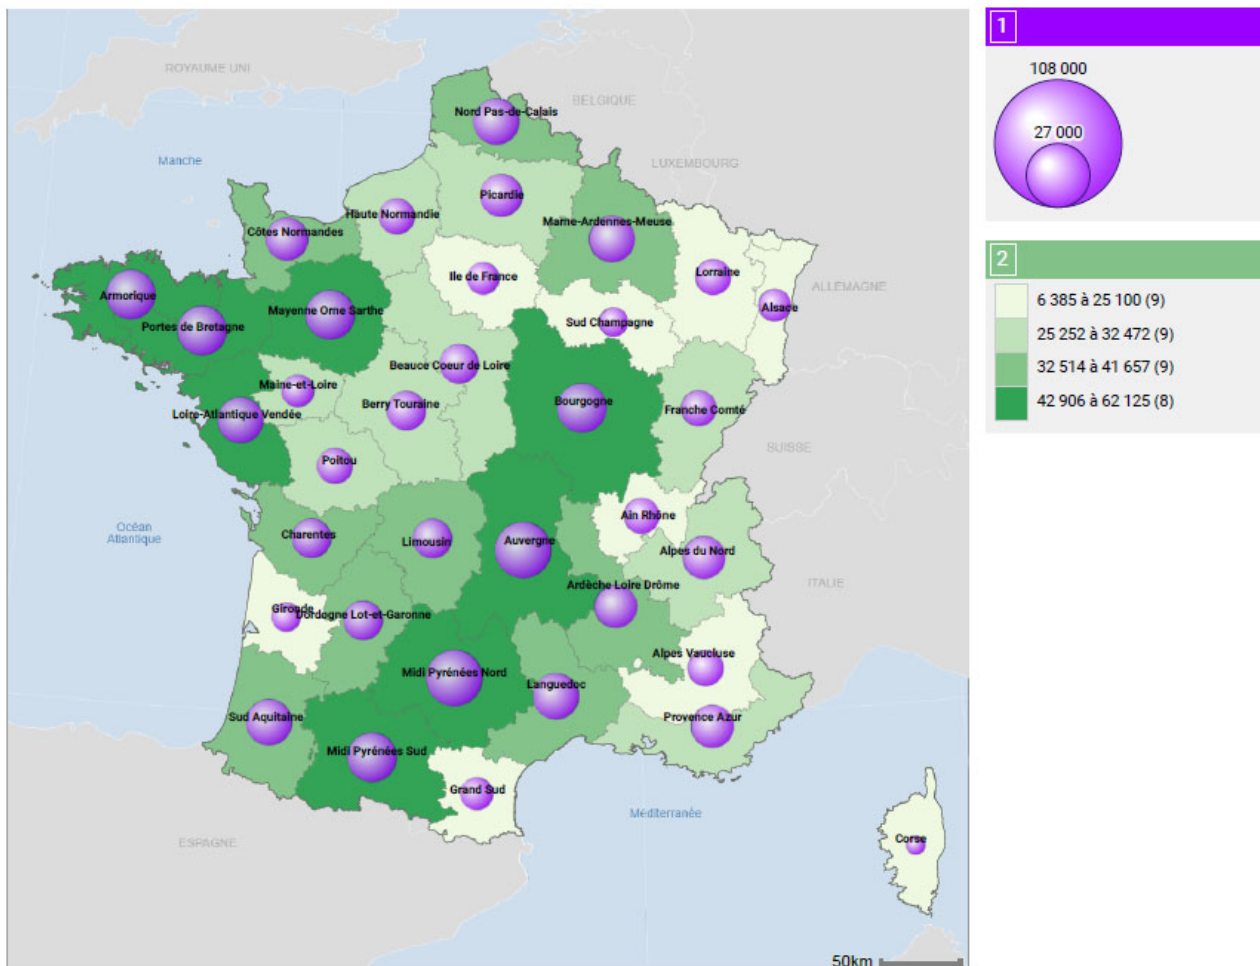 1
108 000
27 000
2
6 385 à 25 100 (9)
25 252 à 32 472 (9)
32 514 à 41 657 (9)
42 906 à 62 125 (8)
ROYAUME UNI
BELGIQUE
Nord Pas-de-Calais
Manche
LUXEMBOURG
Picardie
Haute Normandie
Marne-Ardennes-Meuse
Côtes Normandes
Ile de France
Lorraine
ALLEMAGNE
Armorique
Alsace
Mayenne Orne Sarthe
Portes de Bretagne
Sud Champagne
Beauce Coeur de Loire
Maine-et-Loire
Berry Touraine
Bourgogne
Franche Comté
Loire-Atlantique Vendée
SUISSE
Poitou
Ain Rhône
Océan
Atlantique
Charentes
Limousin
Auvergne
Alpes du Nord
Ardèche Loire Drôme
ITALIE
Gironde
Dordogne Lot-et-Garonne
Alpes Vaucluse
Midi Pyrénées Nord
Languedoc
Sud Aquitaine
Provence Azur
Midi Pyrénées Sud
Grand Sud
Méditerranée
ESPAGNE
Corse
50km